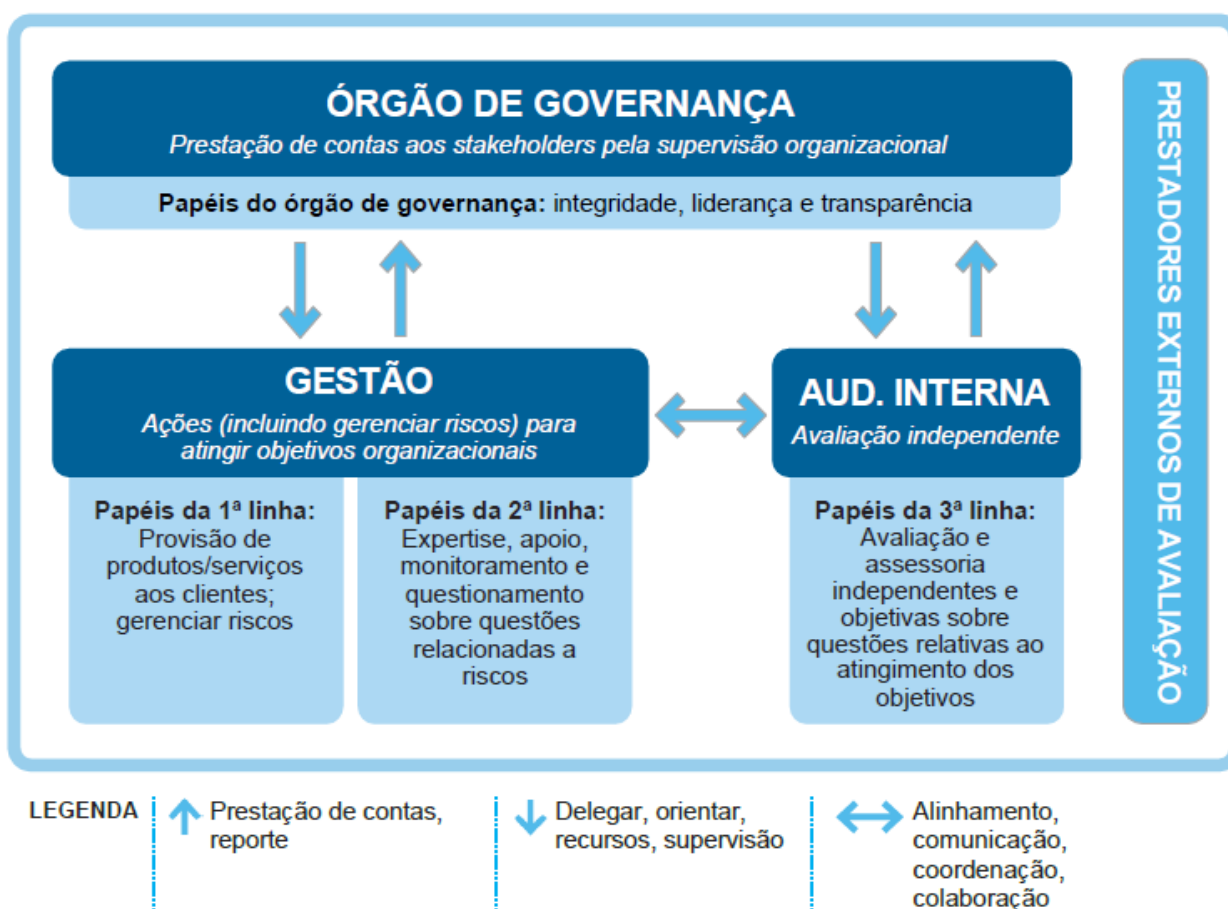 ÓRGÃO DE GOVERNANÇA
Prestação de contas aos stakeholders pela supervisão organizacional
Papéis do órgão de governança: integridade, liderança e transparência
GESTÃO
Ações (incluindo gerenciar riscos) para
atingir objetivos organizacionais
Papéis da 1ª linha:
Provisão de
produtos/serviços
aos clientes;
gerenciar riscos
Papéis da 2ª linha:
Expertise, apoio,
monitoramento e
questionamento
sobre questões
relacionadas a
riscos
AUD. INTERNA
Avaliação independente
Papéis da 3ª linha:
Avaliação e
assessoria
independentes e
objetivas sobre
questões relativas ao
atingimento dos
objetivos
PRESTADORES EXTERNOS DE AVALIAÇÃO
LEGENDA
Prestação de contas,
reporte
Delegar, orientar,
recursos, supervisão
Alinhamento,
comunicação,
coordenação,
colaboração